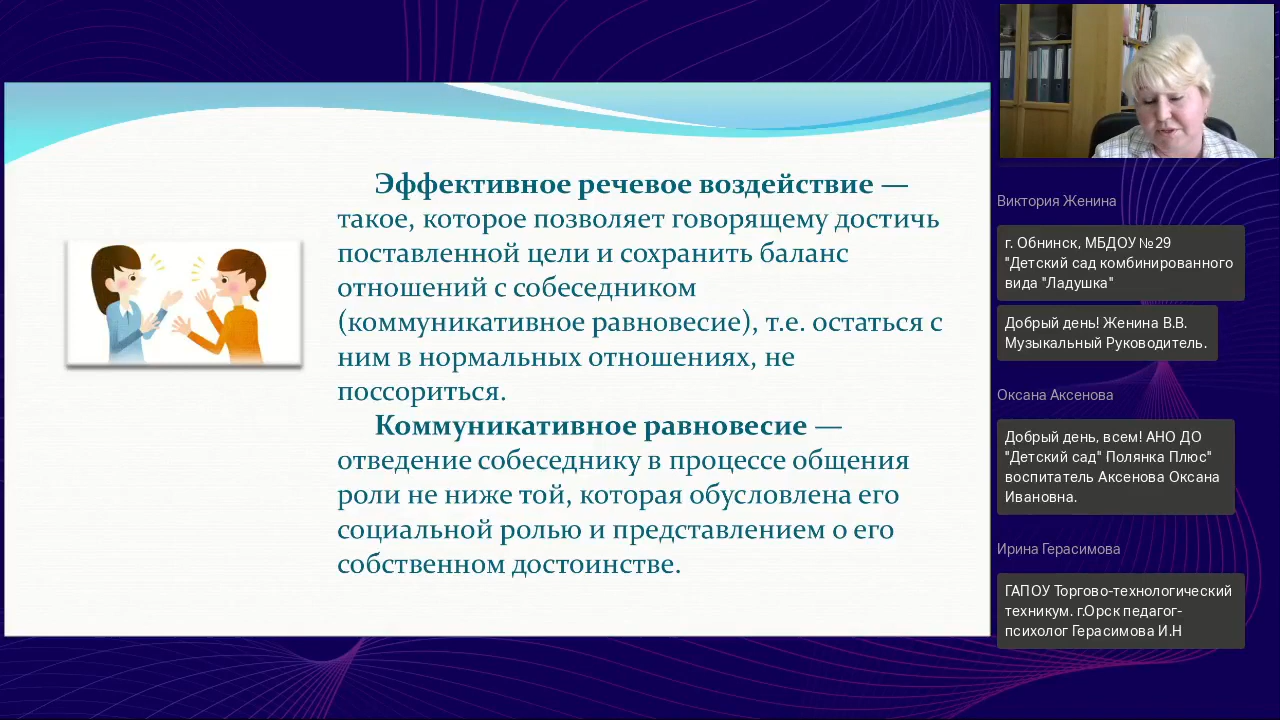 Эффективное речевое воздействие —
такое, которое позволяет говорящему достичь
поставленной цели и сохранить баланс
отношений с собеседником
(коммуникативное равновесие), т.е. остаться с
ним в нормальных отношениях, не
поссориться.
Коммуникативное равновесие —
отведение собеседнику в процессе общения
роли не ниже той, которая обусловлена его
социальной ролью и представлением о его
собственном достоинстве.
Виктория Женина
г. Обнинск, МБДОУ №29
"Детский сад комбинированного
вида "Ладушка"
Добрый день! Женина В.В.
Музыкальный Руководитель.
Оксана Аксенова
Добрый день, всем! АНО ДО
"Детский сад" Полянка Плюс"
воспитатель Аксенова Оксана
Ивановна.
Ирина Герасимова
ГАПОУ Торгово-технологический
техникум. г.Орск педагог-
психолог Герасимова И.Н